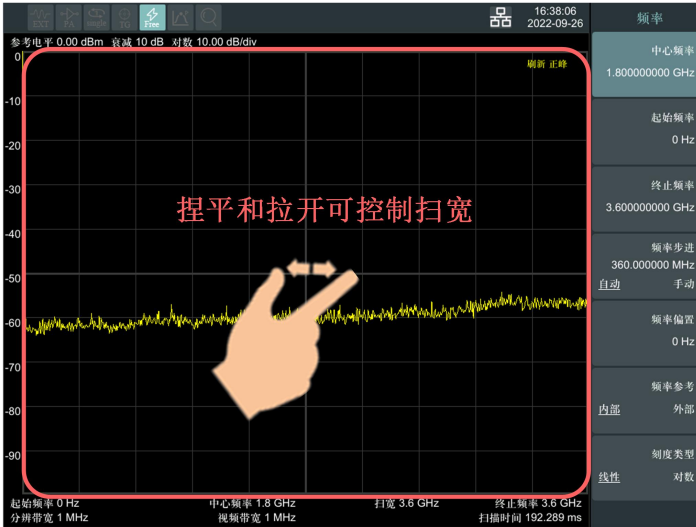 EXT
PA
Free
16:38:06
2022-09-26
参考电平 0.00 dBm 衰减 10 dB 对数 10.00 dB/div
刷新 正峰
0
-10
-20
-30
-40
-50
-60
-70
-80
-90
捏平和拉开可控制扫宽
起始频率 0 Hz 中心频率 1.8 GHz 扫宽 3.6 GHz 终止频率 3.6 GHz
分辨带宽 1 MHz 视频带宽 1 MHz 扫描时间 192.289 ms
频率
中心频率
1.800000000 GHz
起始频率
0 Hz
终止频率
3.600000000 GHz
频率步进
360.000000 MHz
自动 手动
频率偏置
0 Hz
频率参考
内部 外部
刻度类型
线性 对数